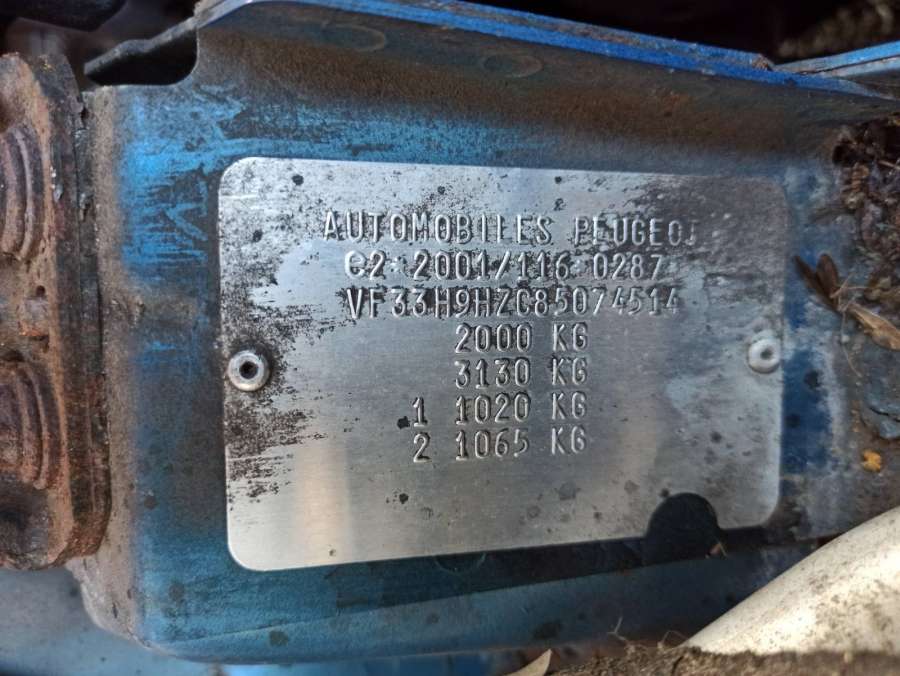 AUTOMOBILES PEUGEOT
e2*2001/116*0287
VF33H9HZC85074514
2000 KG
3130 KG
1 1020 KG
2 1065 KG